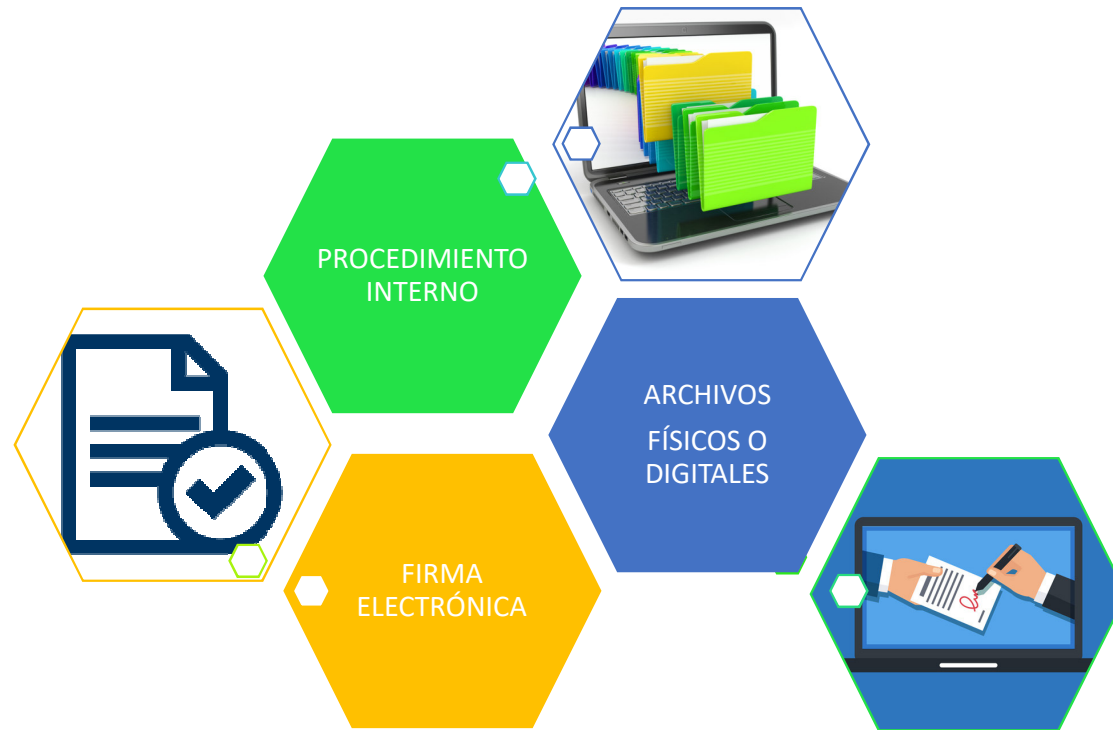 PROCEDIMIENTO
INTERNO
ARCHIVOS
FÍSICOS O
DIGITALES
FIRMA
ELECTRÓNICA